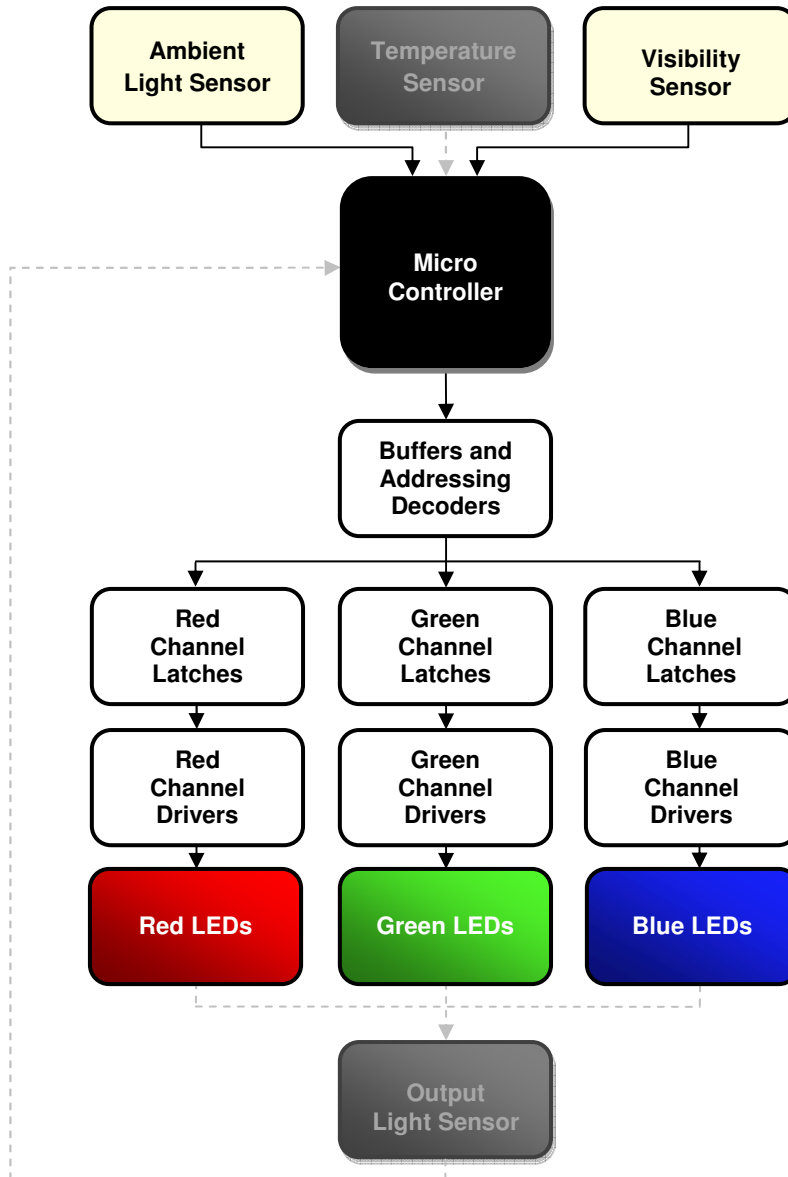 Ambient
Light Sensor
Temperature
Sensor
Visibility
Sensor
Micro
Controller
Buffers and
Addressing
Decoders
Red
Channel
Latches
Green
Channel
Latches
Blue
Channel
Latches
Red
Channel
Drivers
Green
Channel
Drivers
Blue
Channel
Drivers
Red LEDs
Green LEDs
Blue LEDs
Output
Light Sensor